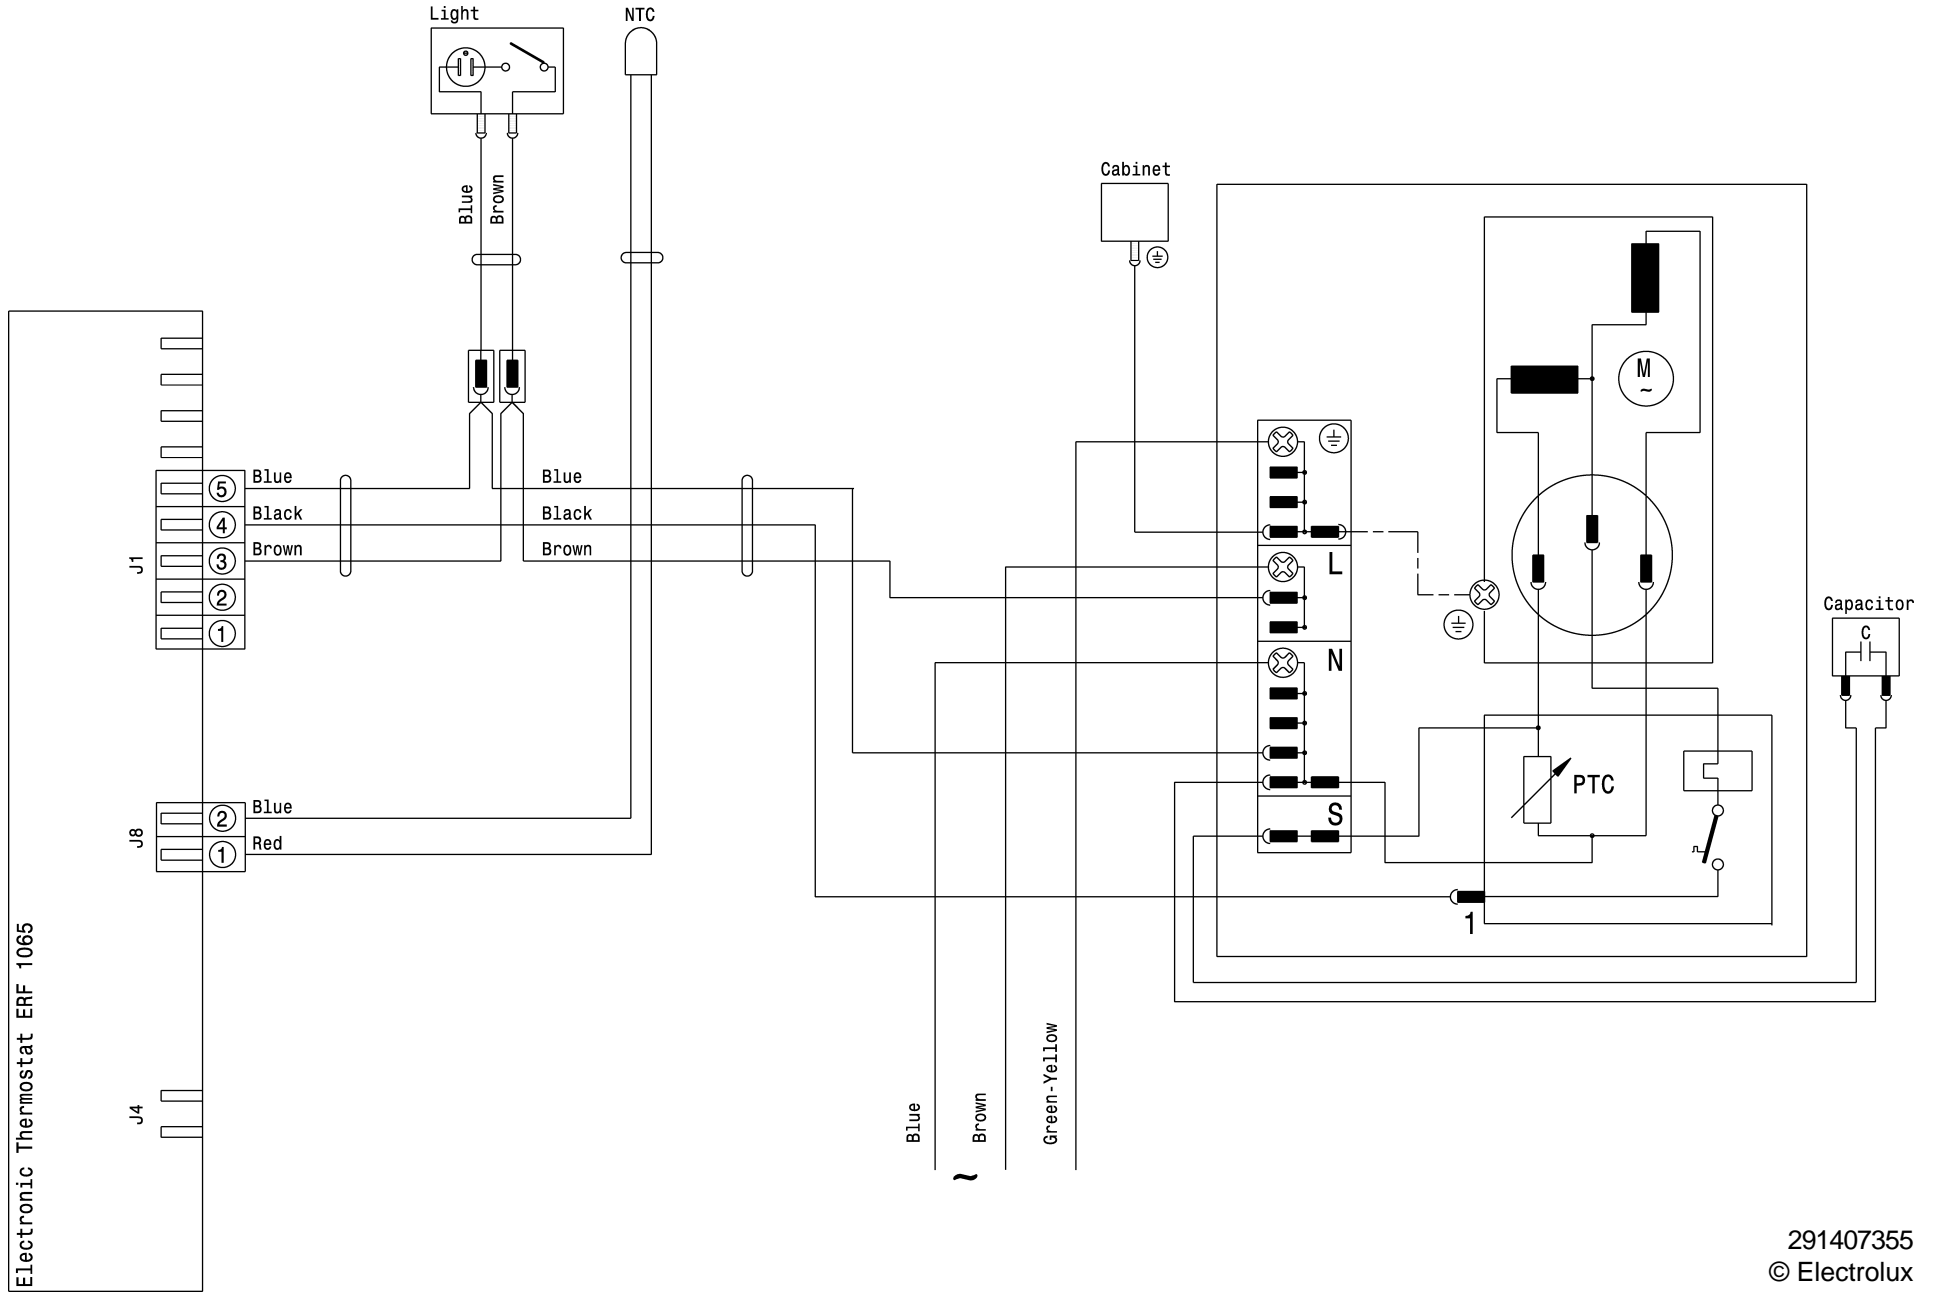 Light
NTC
Blue
Brown
Cabinet
M
~
L
N
S
Capacitor
C
PTC
1
5 Blue
4 Black
3 Brown
2
1
J1
Blue
Black
Brown
2 Blue
1 Red
J8
J4
Electronic Thermostat ERF 1065
Blue
Brown
Green-Yellow
~
291407355
© Electrolux